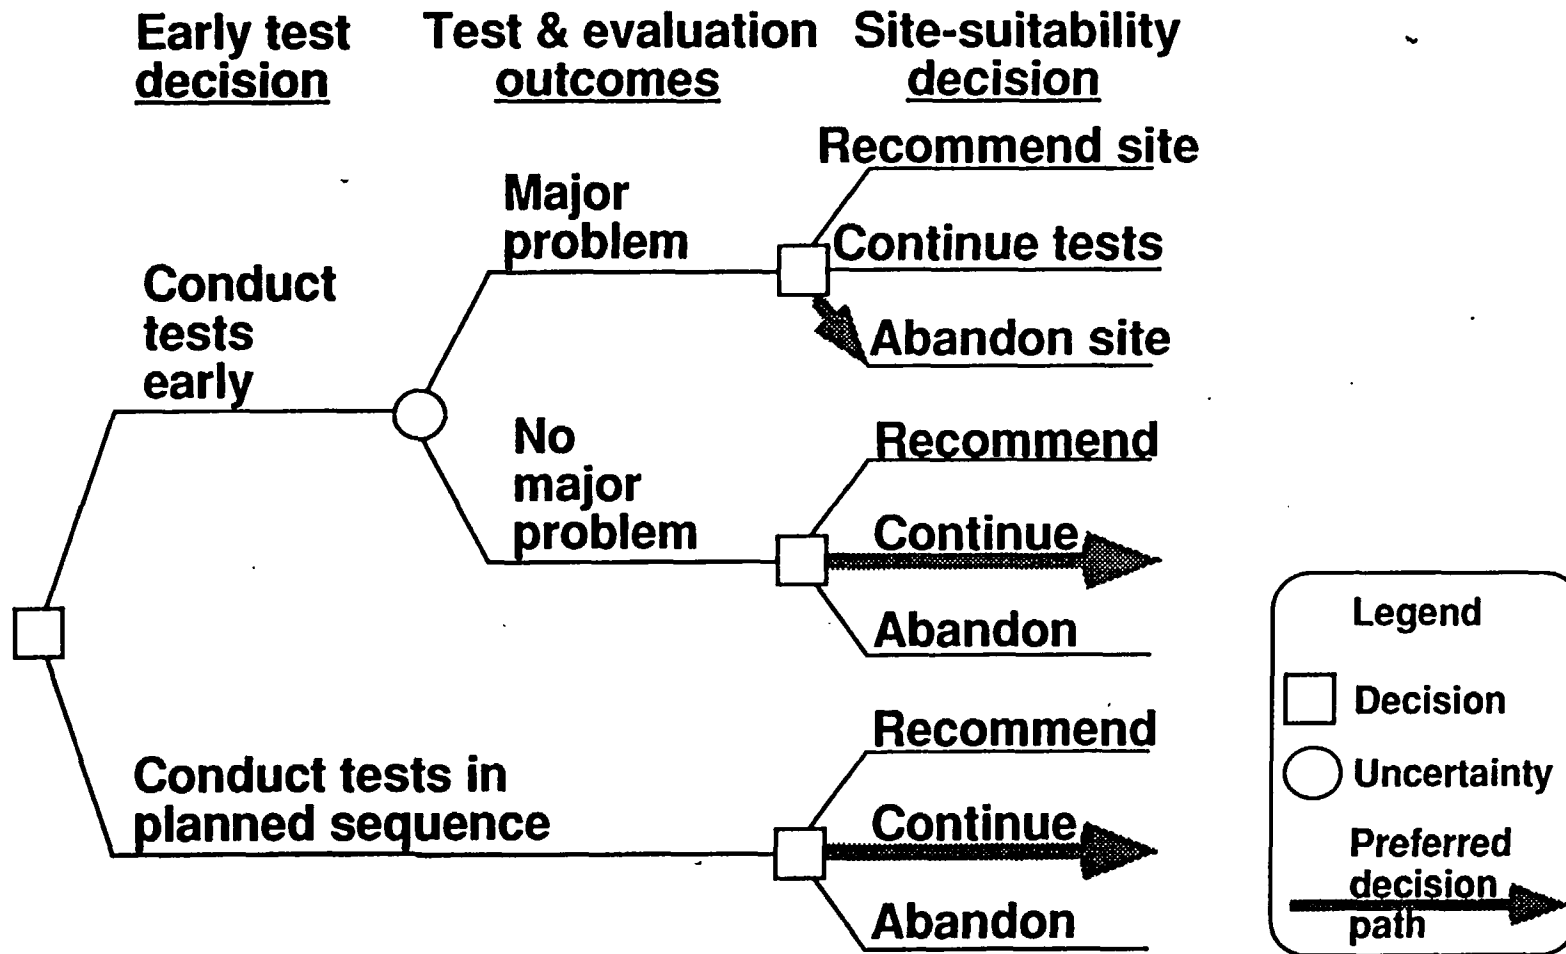 Early test
decision
Test & evaluation
outcomes
Site-suitability
decision
Recommend site
Major
problem
Continue tests
Conduct
tests
early
Abandon site
No
major
problem
Recommend
Continue
Abandon
Conduct tests in
planned sequence
Recommend
Continue
Abandon
Legend
Decision
Uncertainty
Preferred
decision
path